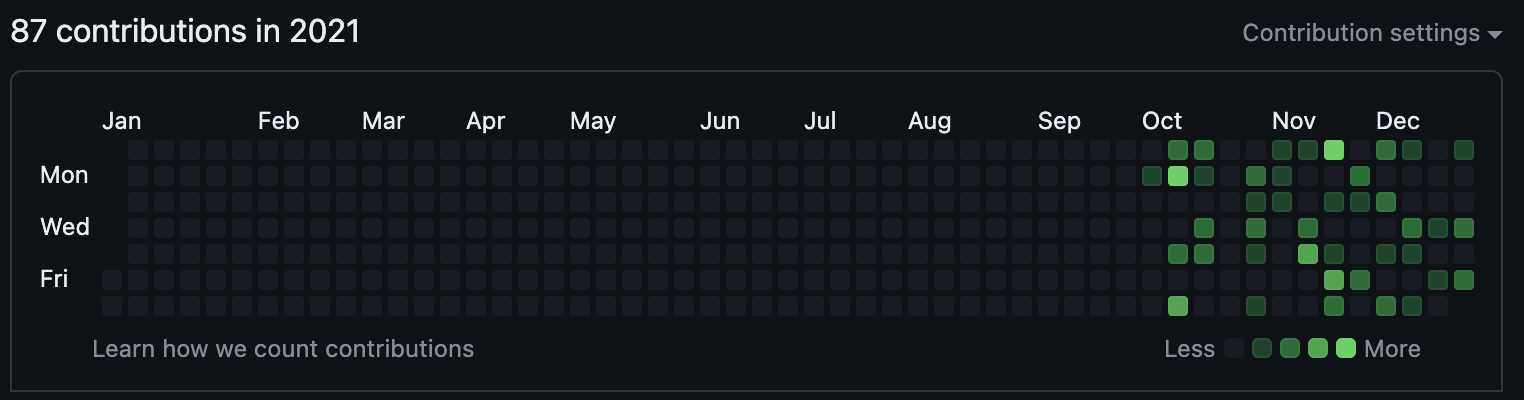 87 contributions in 2021
Contribution settings
Jan Feb Mar Apr May Jun Jul Aug Sep Oct Nov Dec
Mon
Wed
Fri
Learn how we count contributions
Less More